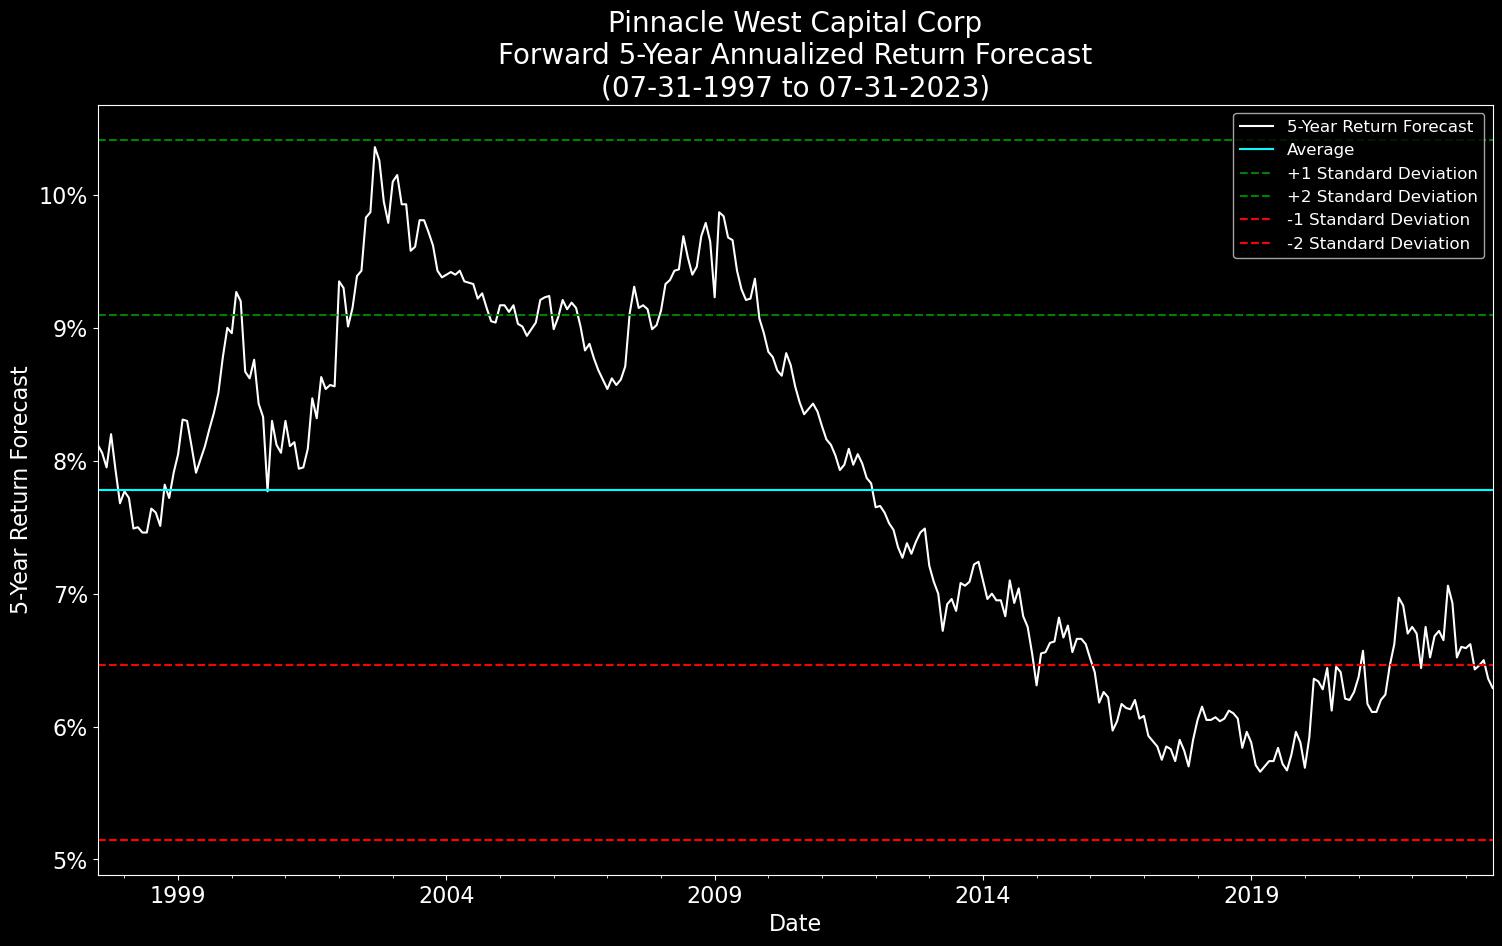 Pinnacle West Capital Corp
Forward 5-Year Annualized Return Forecast
(07-31-1997 to 07-31-2023)
5-Year Return Forecast
Average
+1 Standard Deviation
+2 Standard Deviation
-1 Standard Deviation
-2 Standard Deviation
10%
9%
8%
7%
6%
5%
5-Year Return Forecast
1999
2004
2009
2014
2019
Date